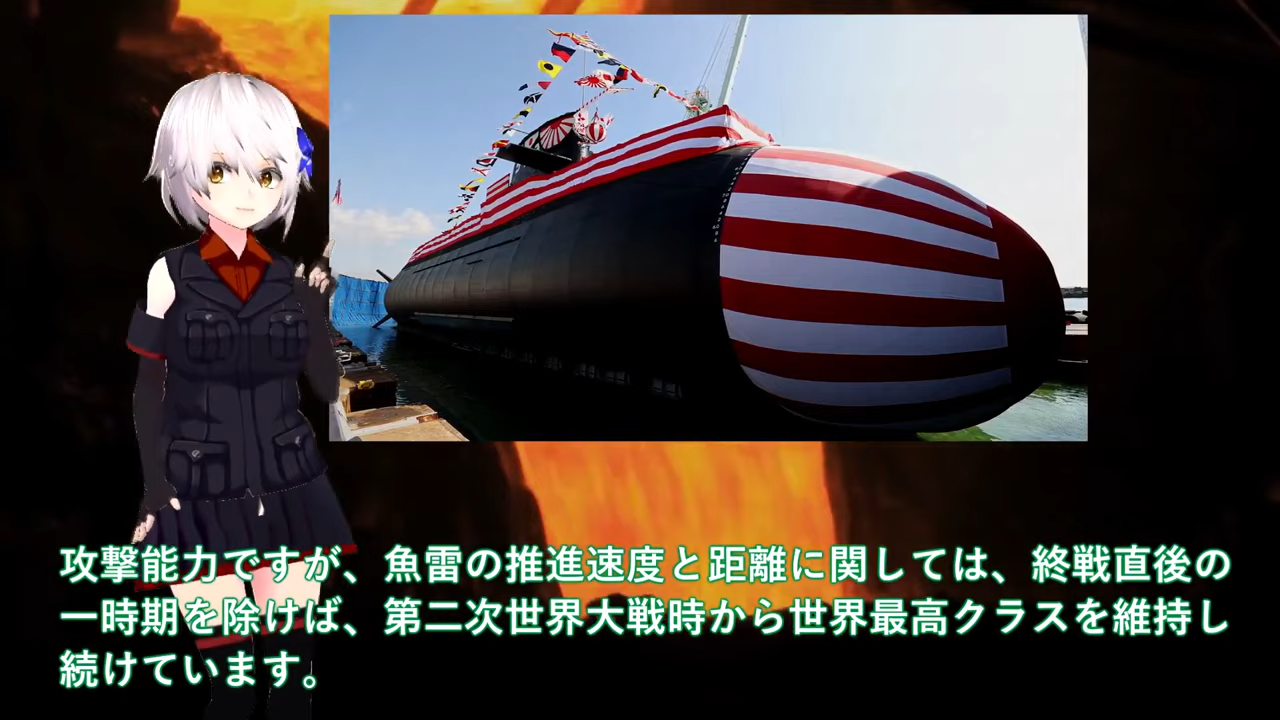 攻撃能力ですが、魚雷の推進速度と距離に関しては、終戦直後の
一時期を除けば、第二次世界大戦時から世界最高クラスを維持し
続けています。